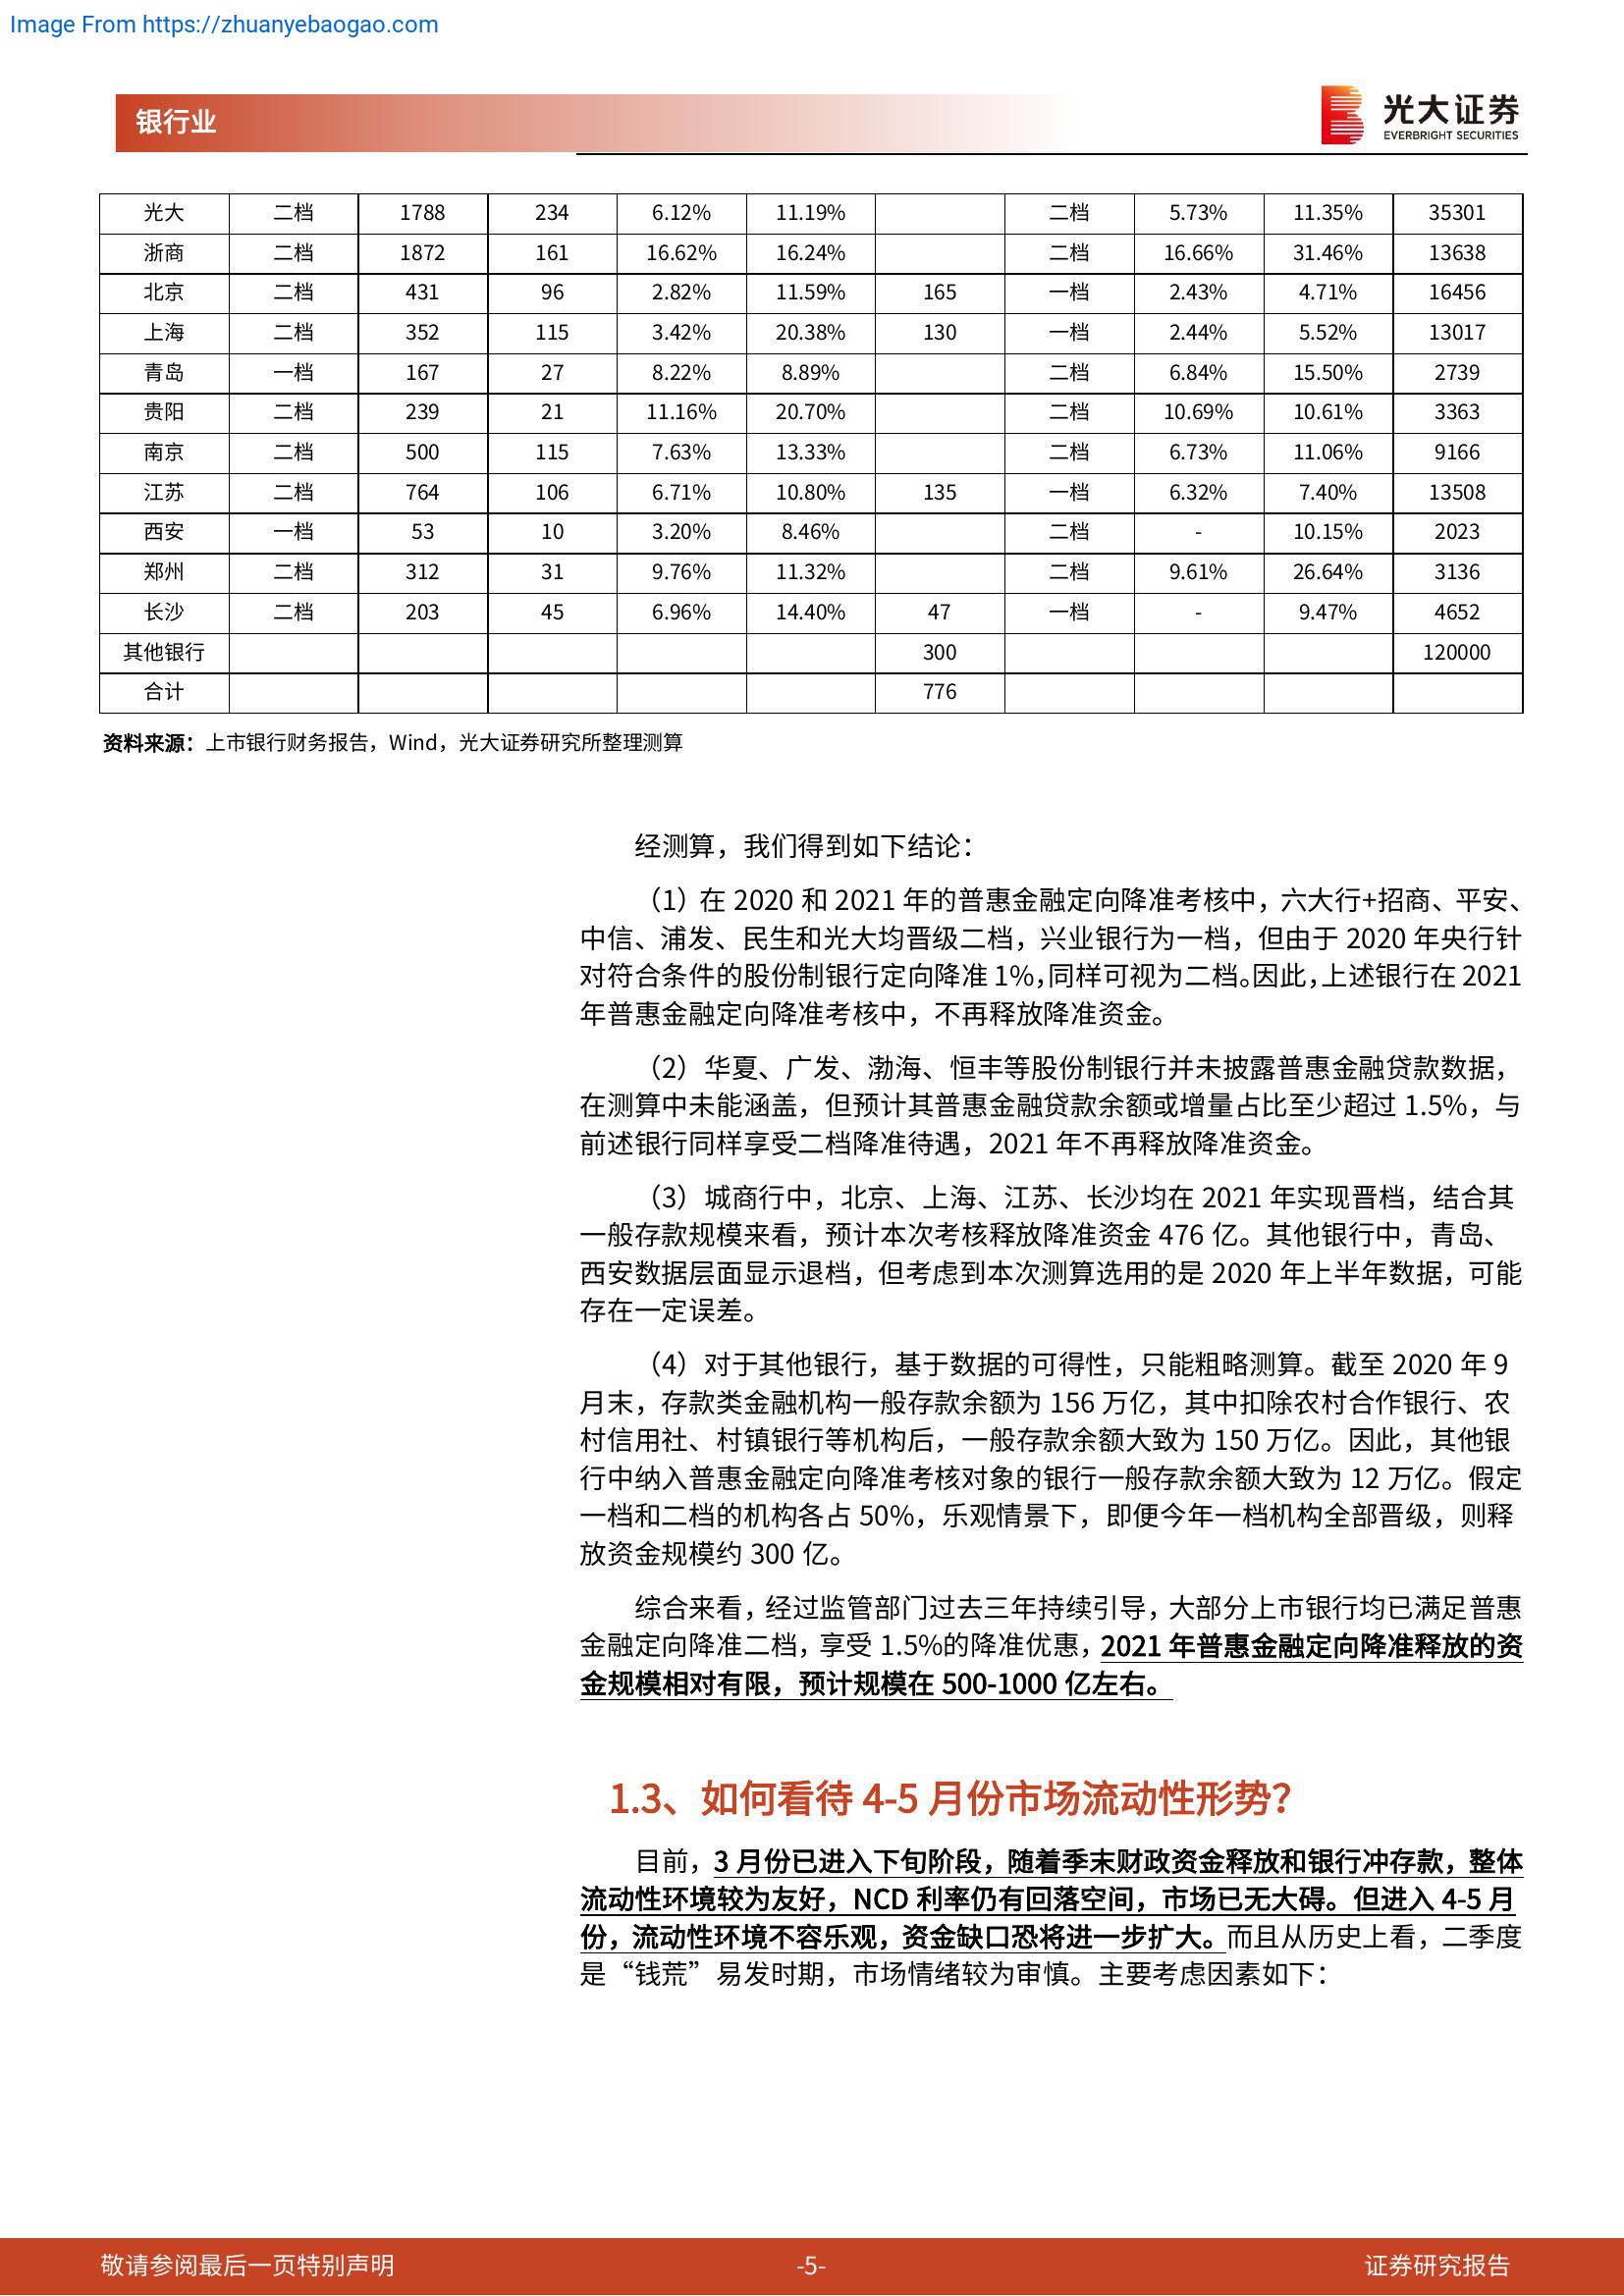 Image From https://zhuanyebaogao.com
银行业
光大证券
EVERBRIGHT SECURITIES
光大 二档 1788 234 6.12% 11.19% 二档 5.73% 11.35% 35301
浙商 二档 1872 161 16.62% 16.24% 二档 16.66% 31.46% 13638
北京 二档 431 96 2.82% 11.59% 165 一档 2.43% 4.71% 16456
上海 二档 352 115 3.42% 20.38% 130 一档 2.44% 5.52% 13017
青岛 一档 167 27 8.22% 8.89% 二档 6.84% 15.50% 2739
贵阳 二档 239 21 11.16% 20.70% 二档 10.69% 10.61% 3363
南京 二档 500 115 7.63% 13.33% 二档 6.73% 11.06% 9166
江苏 二档 764 106 6.71% 10.80% 135 一档 6.32% 7.40% 13508
西安 一档 53 10 3.20% 8.46% 二档 - 10.15% 2023
郑州 二档 312 31 9.76% 11.32% 二档 9.61% 26.64% 3136
长沙 二档 203 45 6.96% 14.40% 47 一档 - 9.47% 4652
其他银行 300 120000
合计 776
资料来源：上市银行财务报告，Wind，光大证券研究所整理测算
经测算，我们得到如下结论：
（1）在 2020 和 2021 年的普惠金融定向降准考核中，六大行+招商、平安、
中信、浦发、民生和光大均晋级二档，兴业银行为一档，但由于 2020 年央行针
对符合条件的股份制银行定向降准 1%，同样可视为二档。因此，上述银行在 2021
年普惠金融定向降准考核中，不再释放降准资金。
（2）华夏、广发、渤海、恒丰等股份制银行并未披露普惠金融贷款数据，
在测算中未能涵盖，但预计其普惠金融贷款余额或增量占比至少超过 1.5%，与
前述银行同样享受二档降准待遇，2021 年不再释放降准资金。
（3）城商行中，北京、上海、江苏、长沙均在 2021 年实现晋档，结合其
一般存款规模来看，预计本次考核释放降准资金 476 亿。其他银行中，青岛、
西安数据层面显示退档，但考虑到本次测算选用的是 2020 年上半年数据，可能
存在一定误差。
（4）对于其他银行，基于数据的可得性，只能粗略测算。截至 2020 年 9
月末，存款类金融机构一般存款余额为 156 万亿，其中扣除农村合作银行、农
村信用社、村镇银行等机构后，一般存款余额大致为 150 万亿。因此，其他银
行中纳入普惠金融定向降准考核对象的银行一般存款余额大致为 12 万亿。假定
一档和二档的机构各占 50%，乐观情景下，即便今年一档机构全部晋级，则释
放资金规模约 300 亿。
综合来看，经过监管部门过去三年持续引导，大部分上市银行均已满足普惠
金融定向降准二档，享受 1.5%的降准优惠，2021 年普惠金融定向降准释放的资
金规模相对有限，预计规模在 500-1000 亿左右。
1.3、如何看待 4-5 月份市场流动性形势？
目前，3 月份已进入下旬阶段，随着季末财政资金释放和银行冲存款，整体
流动性环境较为友好，NCD 利率仍有回落空间，市场已无大碍。但进入 4-5 月
份，流动性环境不容乐观，资金缺口恐将进一步扩大。而且从历史上看，二季度
是“钱荒”易发时期，市场情绪较为审慎。主要考虑因素如下：
敬请参阅最后一页特别声明 -5- 证券研究报告